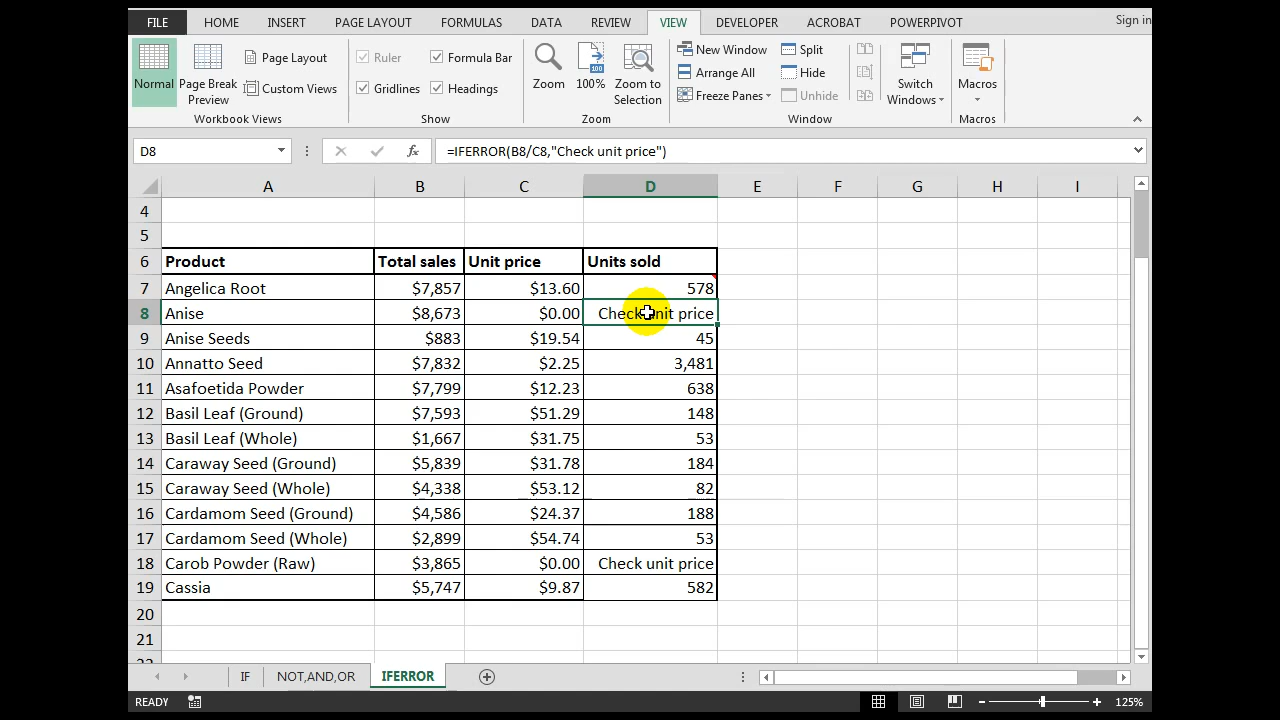 FILE HOME INSERT PAGE LAYOUT FORMULAS DATA REVIEW VIEW DEVELOPER ACROBAT POWERPIVOT Sign in
Normal
Page Break Preview
Page Layout
Custom Views
Workbook Views
Ruler
Formula Bar
Gridlines
Headings
Show
Zoom
100%
Zoom to Selection
Zoom
New Window
Arrange All
Freeze Panes
Split
Hide
Unhide
Switch Windows
Window
Macros
Macros
D8 fx =IFERROR(B8/C8,"Check unit price")
A B C D E F G H I
4
5
6 Product Total sales Unit price Units sold
7 Angelica Root $7,857 $13.60 578
8 Anise $8,673 $0.00 Check unit price
9 Anise Seeds $883 $19.54 45
10 Annatto Seed $7,832 $2.25 3,481
11 Asafoetida Powder $7,799 $12.23 638
12 Basil Leaf (Ground) $7,593 $51.29 148
13 Basil Leaf (Whole) $1,667 $31.75 53
14 Caraway Seed (Ground) $5,839 $31.78 184
15 Caraway Seed (Whole) $4,338 $53.12 82
16 Cardamom Seed (Ground) $4,586 $24.37 188
17 Cardamom Seed (Whole) $2,899 $54.74 53
18 Carob Powder (Raw) $3,865 $0.00 Check unit price
19 Cassia $5,747 $9.87 582
20
21
IF NOT,AND,OR IFERROR
READY 125%